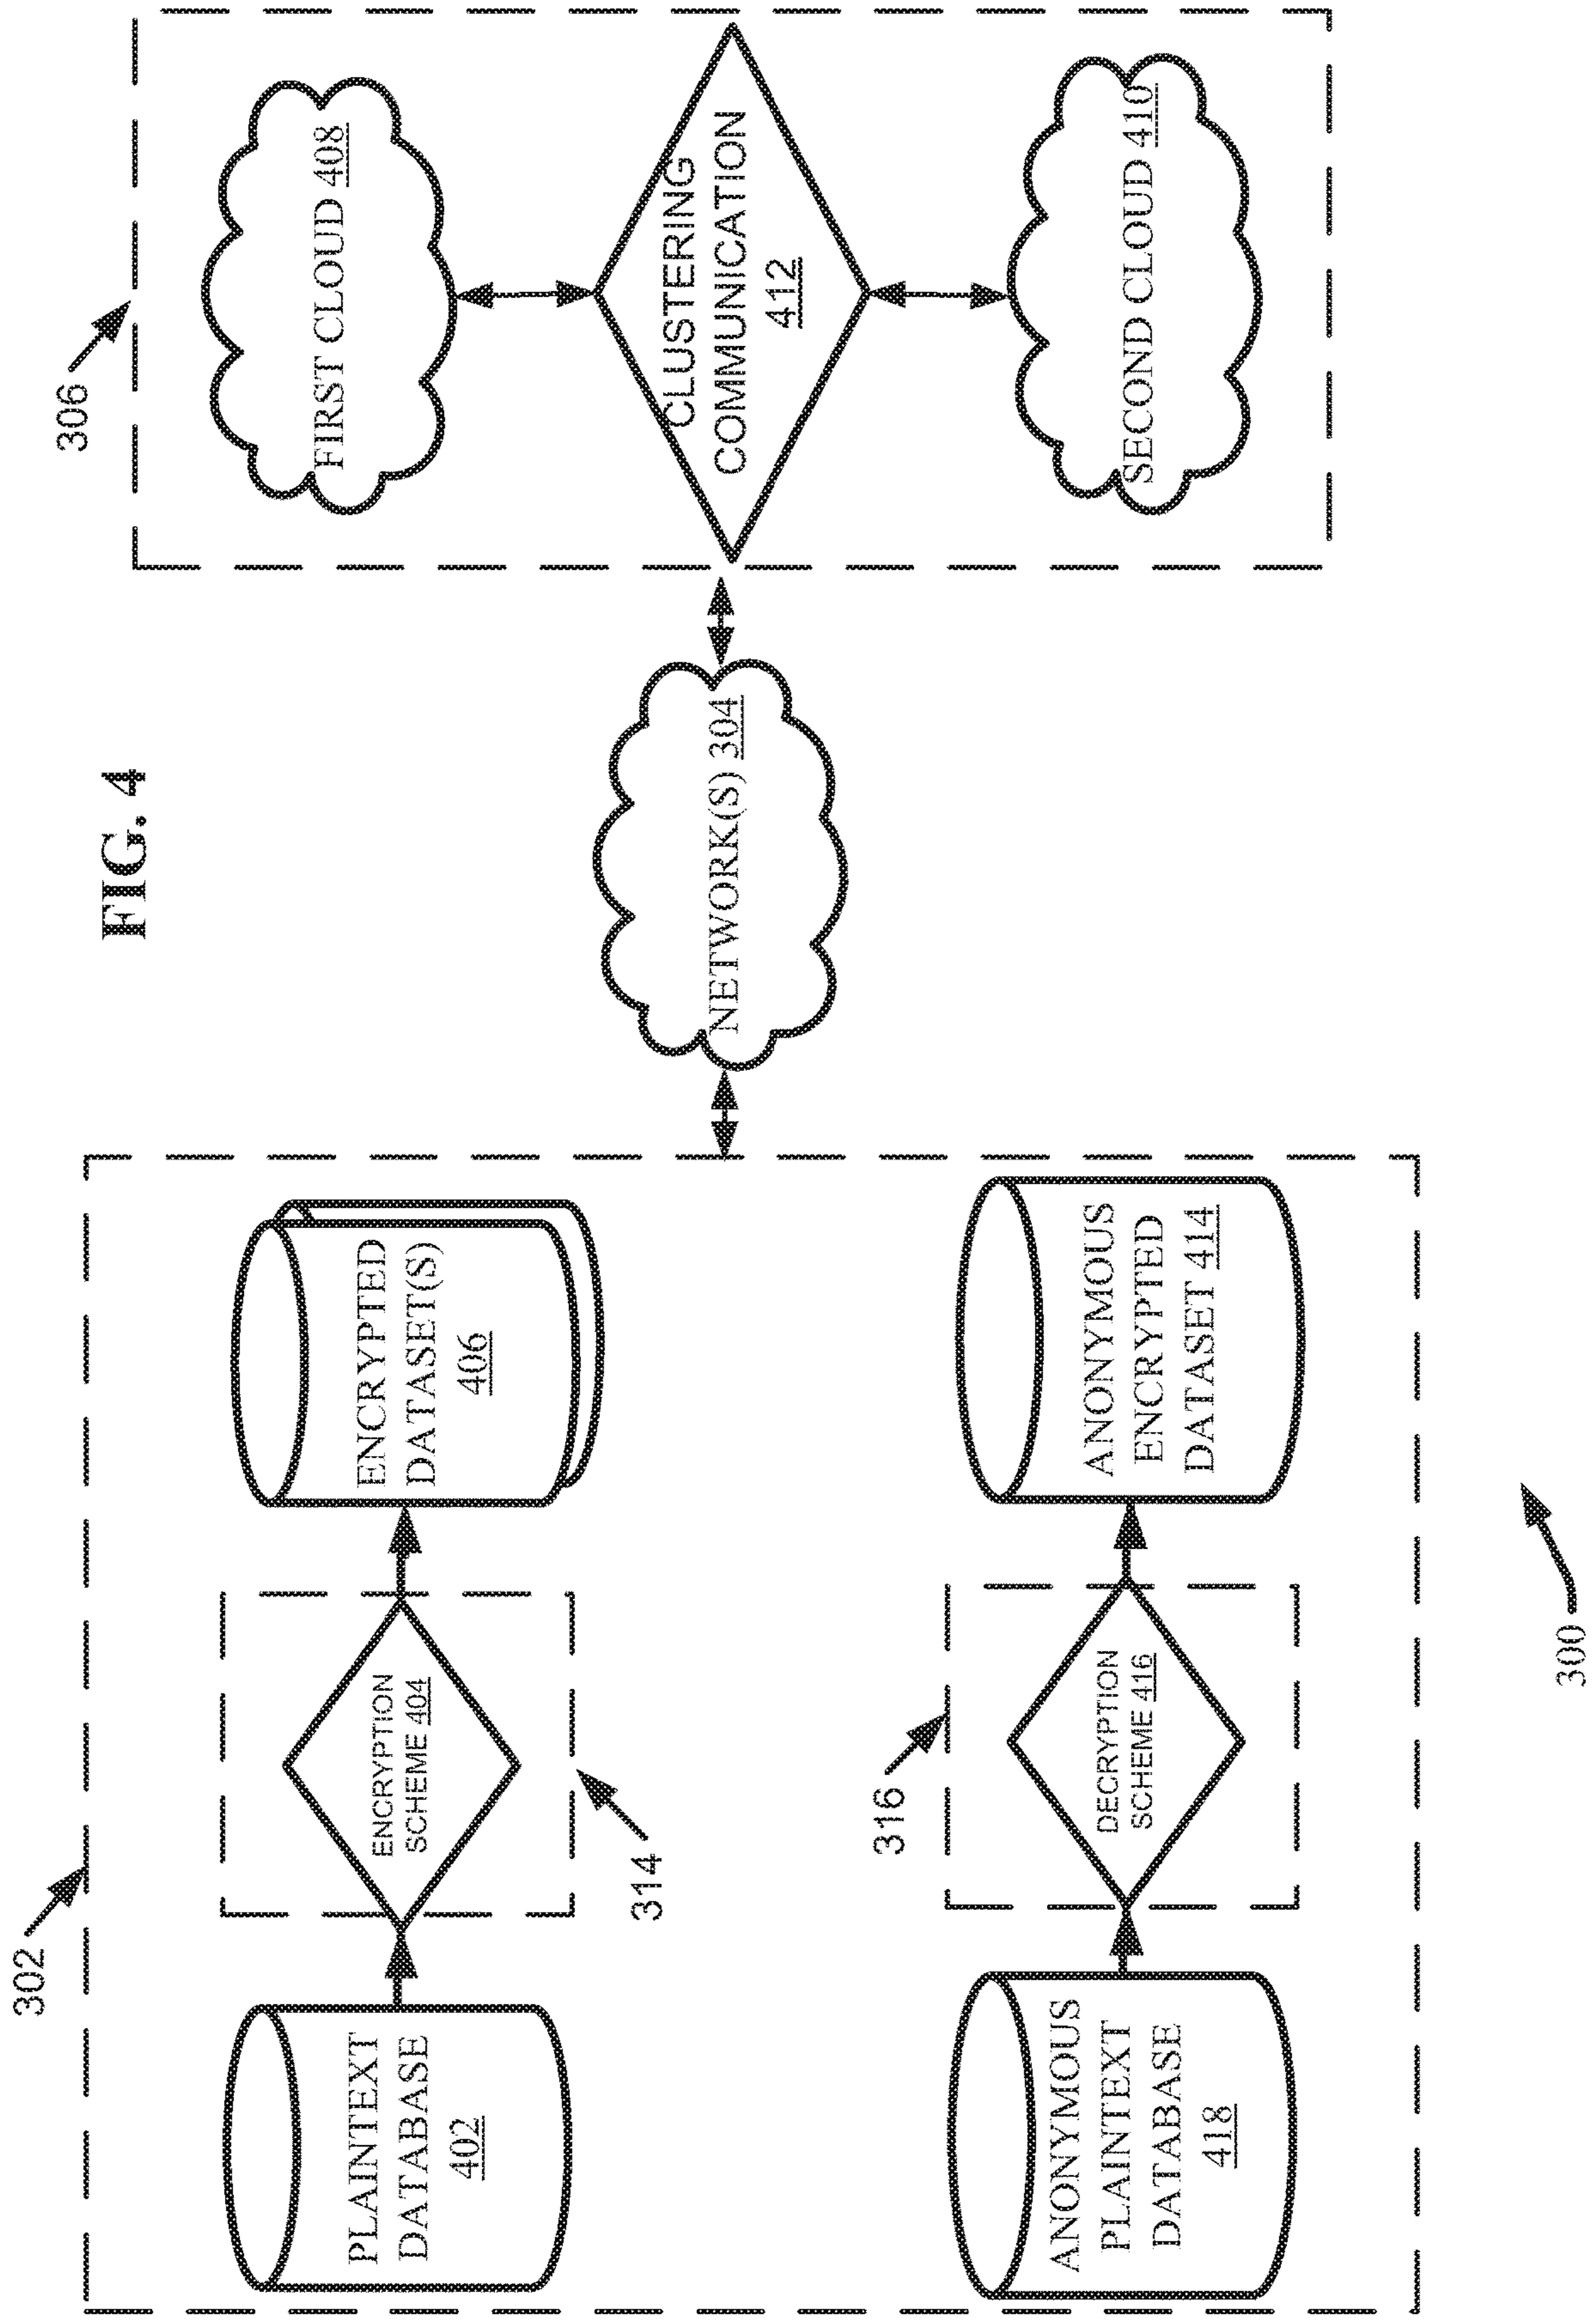 FIG. 4
302
306
PLAINTEXT
DATABASE
402
ENCRYPTION
SCHEME 404
314
ENCRYPTED
DATASET(S)
406
NETWORK(S) 304
FIRST CLOUD 408
CLUSTERING
COMMUNICATION
412
SECOND CLOUD 410
316
ANONYMOUS
PLAINTEXT
DATABASE
418
DECRYPTION
SCHEME 416
ANONYMOUS
ENCRYPTED
DATASET 414
300